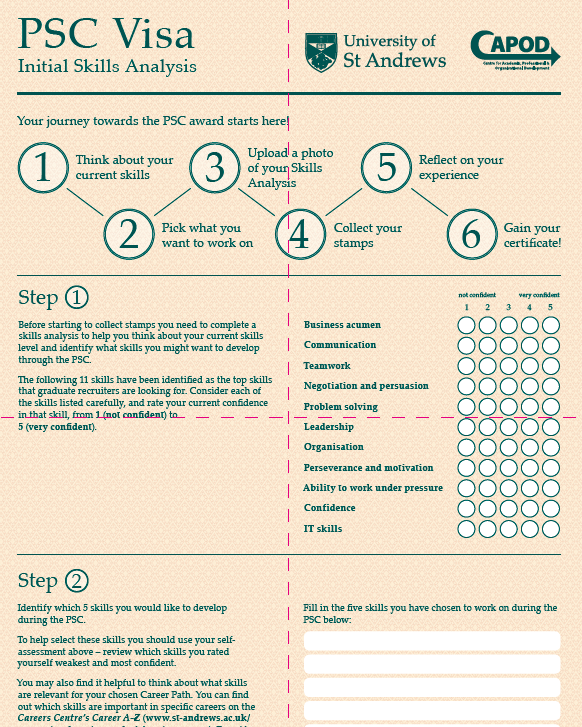 PSC Visa
Initial Skills Analysis
University of
St Andrews
CAPOD
Centre for Academic, Professional &
Organisational Development
Your journey towards the PSC award starts here!
1
Think about your
current skills
2
Pick what you
want to work on
3
Upload a photo
of your Skills
Analysis
4
Collect your
stamps
5
Reflect on your
experience
6
Gain your
certificate!
Step 1
Before starting to collect stamps you need to complete a
skills analysis to help you think about your current skills
level and identify what skills you might want to develop
through the PSC.
The following 11 skills have been identified as the top skills
that graduate recruiters are looking for. Consider each of
the skills listed carefully, and rate your current confidence
in that skill, from 1 (not confident) to
5 (very confident).
not confident very confident
1 2 3 4 5
Business acumen
Communication
Teamwork
Negotiation and persuasion
Problem solving
Leadership
Organisation
Perseverance and motivation
Ability to work under pressure
Confidence
IT skills
Step 2
Identify which 5 skills you would like to develop
during the PSC.
To help select these skills you should use your self-
assessment above – review which skills you rated
yourself weakest and most confident.
You may also find it helpful to think about what skills
are relevant for your chosen Career Path. You can find
out which skills are important in specific careers on the
Careers Centre's Career A-Z (www.st-andrews.ac.uk/
Fill in the five skills you have chosen to work on during the
PSC below: